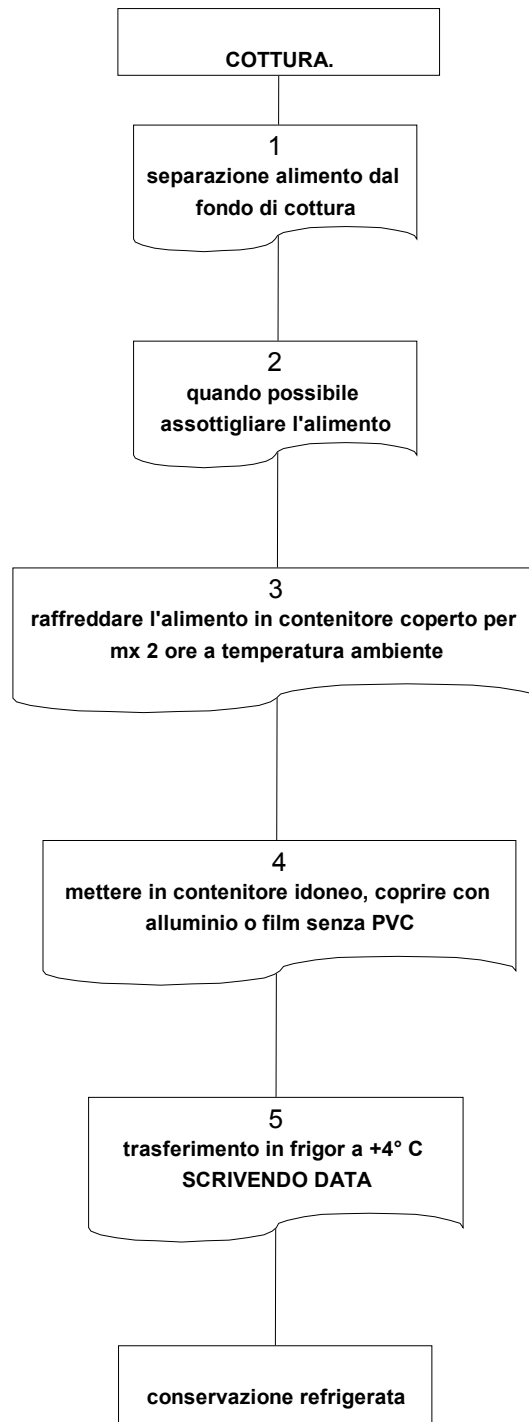 COTTURA.
1
separazione alimento dal
fondo di cottura
2
quando possibile
assottigliare l'alimento
3
raffreddare l'alimento in contenitore coperto per
mx 2 ore a temperatura ambiente
4
mettere in contenitore idoneo, coprire con
alluminio o film senza PVC
5
trasferimento in frigor a +4° C
SCRIVENDO DATA
conservazione refrigerata